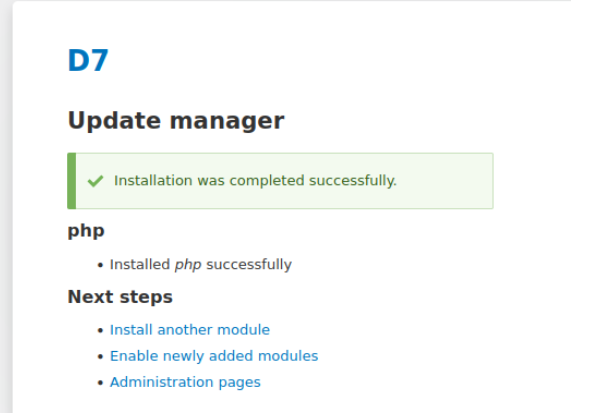 D7
Update manager
Installation was completed successfully.
php
Installed php successfully
Next steps
Install another module
Enable newly added modules
Administration pages